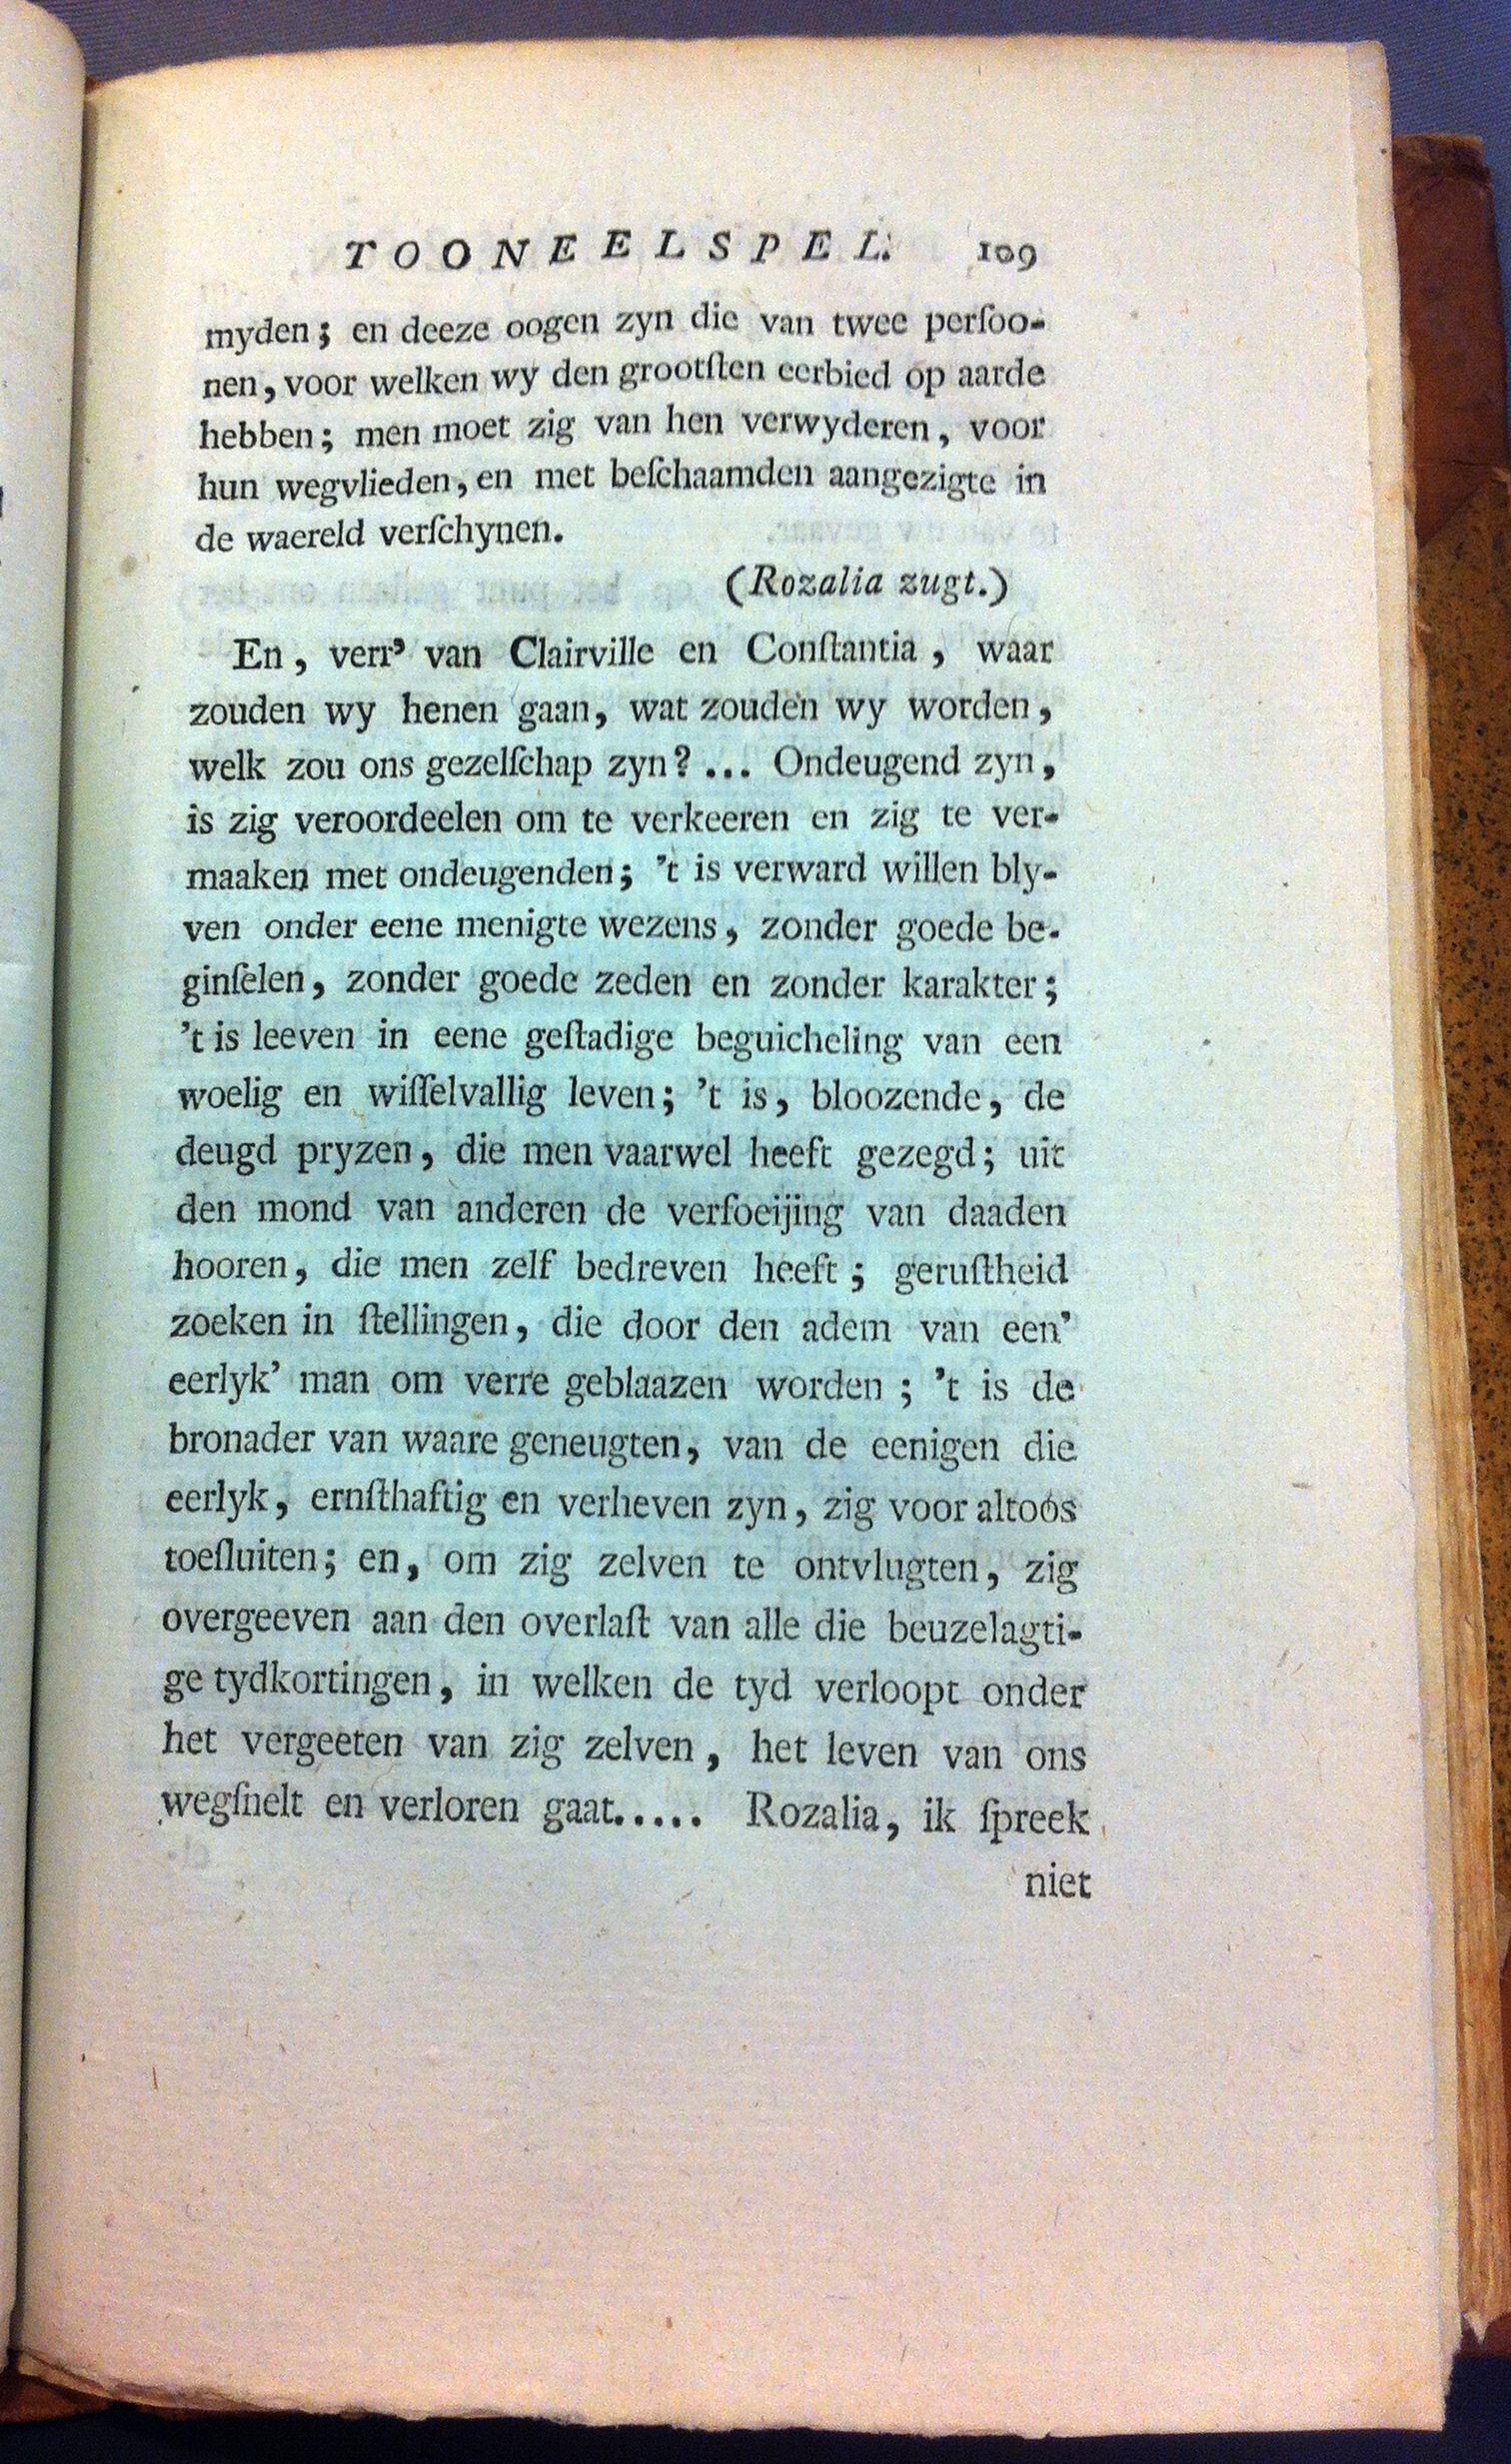 TOONEELSPEL. 109
myden; en deeze oogen zyn die van twee perſoo-
nen, voor welken wy den grootſten eerbied op aarde
hebben; men moet zig van hen verwyderen, voor
hun wegvlieden, en met beſchaamden aangezigte in
de waereld verſchynen.
(Rozalia zugt.)
En, verr' van Clairville en Conſtantia, waar
zouden wy henen gaan, wat zouden wy worden,
welk zou ons gezelſchap zyn? ... Ondeugend zyn,
is zig veroordeelen om te verkeeren en zig te ver-
maaken met ondeugenden; 't is verward willen bly-
ven onder eene menigte wezens, zonder goede be-
ginſelen, zonder goede zeden en zonder karakter;
't is leeven in eene geſtadige beguicheling van een
woelig en wiſſelvallig leven; 't is, bloozende, de
deugd pryzen, die men vaarwel heeft gezegd; uit
den mond van anderen de verfoeijing van daaden
hooren, die men zelf bedreven heeft; geruſtheid
zoeken in ſtellingen, die door den adem van een'
eerlyk' man om verre geblaazen worden; 't is de
bronader van waare geneugten, van de eenigen die
eerlyk, ernſthaftig en verheven zyn, zig voor altoos
toeſluiten; en, om zig zelven te ontvlugten, zig
overgeeven aan den overlaſt van alle die beuzelagti-
ge tydkortingen, in welken de tyd verloopt onder
het vergeeten van zig zelven, het leven van ons
wegſnelt en verloren gaat..... Rozalia, ik ſpreek
niet